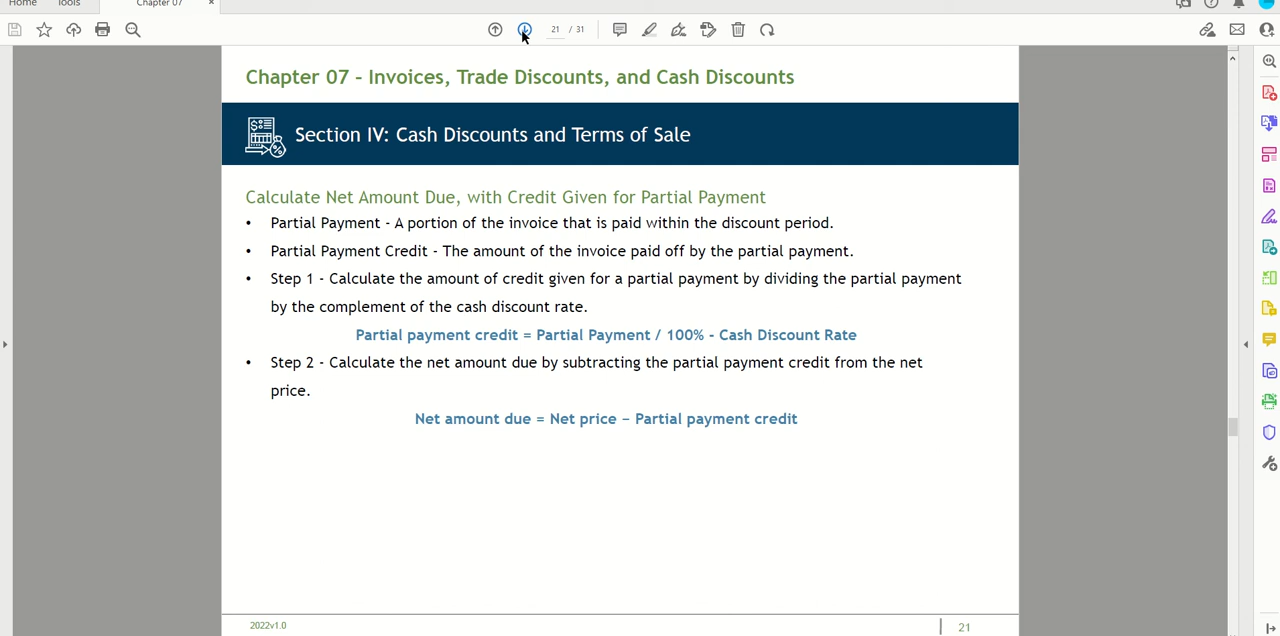 Home Tools Chapter 07 ×
21 / 31
Chapter 07 - Invoices, Trade Discounts, and Cash Discounts
Section IV: Cash Discounts and Terms of Sale
Calculate Net Amount Due, with Credit Given for Partial Payment
• Partial Payment - A portion of the invoice that is paid within the discount period.
• Partial Payment Credit - The amount of the invoice paid off by the partial payment.
• Step 1 - Calculate the amount of credit given for a partial payment by dividing the partial payment
by the complement of the cash discount rate.
Partial payment credit = Partial Payment / 100% - Cash Discount Rate
• Step 2 - Calculate the net amount due by subtracting the partial payment credit from the net
price.
Net amount due = Net price – Partial payment credit
2022v1.0
21